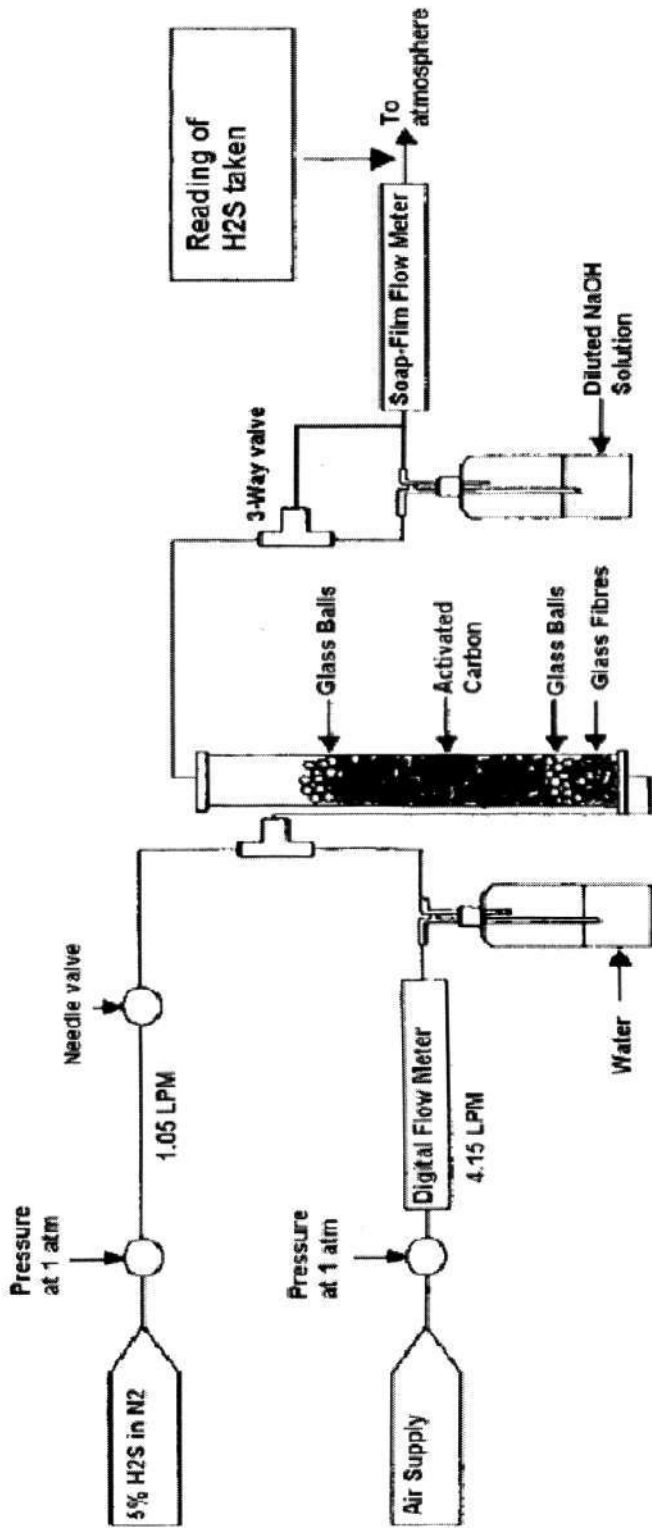 5% H2S in N2
Pressure
at 1 atm
1.05 LPM
Needle valve
Air Supply
Pressure
at 1 atm
Digital Flow Meter
4.15 LPM
Water
Glass Balls
Activated
Carbon
Glass Balls
Glass Fibres
3-Way valve
Diluted NaOH
Solution
Soap-Film Flow Meter
Reading of
H2S taken
To
atmosphere